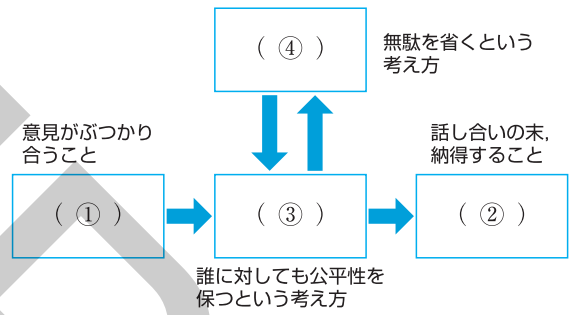 ( ④ )
無駄を省くという
考え方
意見がぶつかり
合うこと
話し合いの末,
納得すること
( ① )
( ③ )
( ② )
誰に対しても公平性を
保つという考え方